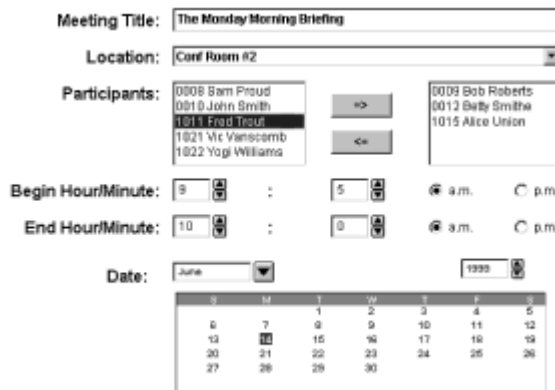 Meeting Title: The Monday Morning Briefing
Location: Conf Room #2
Participants:
0008 Sam Proud
0010 John Smith
1011 Fred Trout
1021 Vic Vanscomb
1022 Yogi Williams
=>
<=
0009 Bob Roberts
0012 Betty Smithe
1015 Alice Union
Begin Hour/Minute: 9 : 5 a.m. p.m
End Hour/Minute: 10 : 0 a.m. p.m
Date: June 1999
S M T W T F S
1 2 3 4 5
6 7 8 9 10 11 12
13 14 15 16 17 18 19
20 21 22 23 24 25 26
27 28 29 30